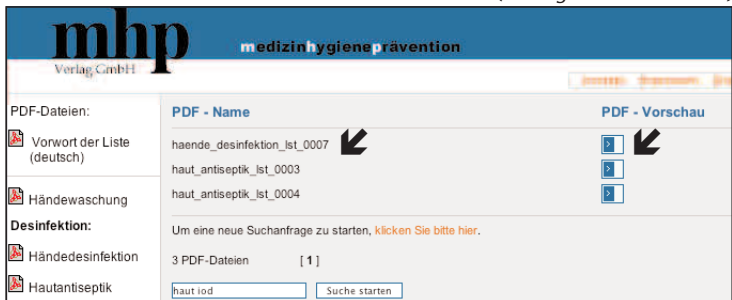 mhp
Verlag GmbH
medizinhygieneprävention
PDF-Dateien:
Vorwort der Liste
(deutsch)
Händewaschung
Desinfektion:
Händedesinfektion
Hautantiseptik
PDF - Name
PDF - Vorschau
haende_desinfektion_lst_0007
haut_antiseptik_lst_0003
haut_antiseptik_lst_0004
Um eine neue Suchanfrage zu starten, klicken Sie bitte hier.
3 PDF-Dateien [ 1 ]
haut iod
Suche starten